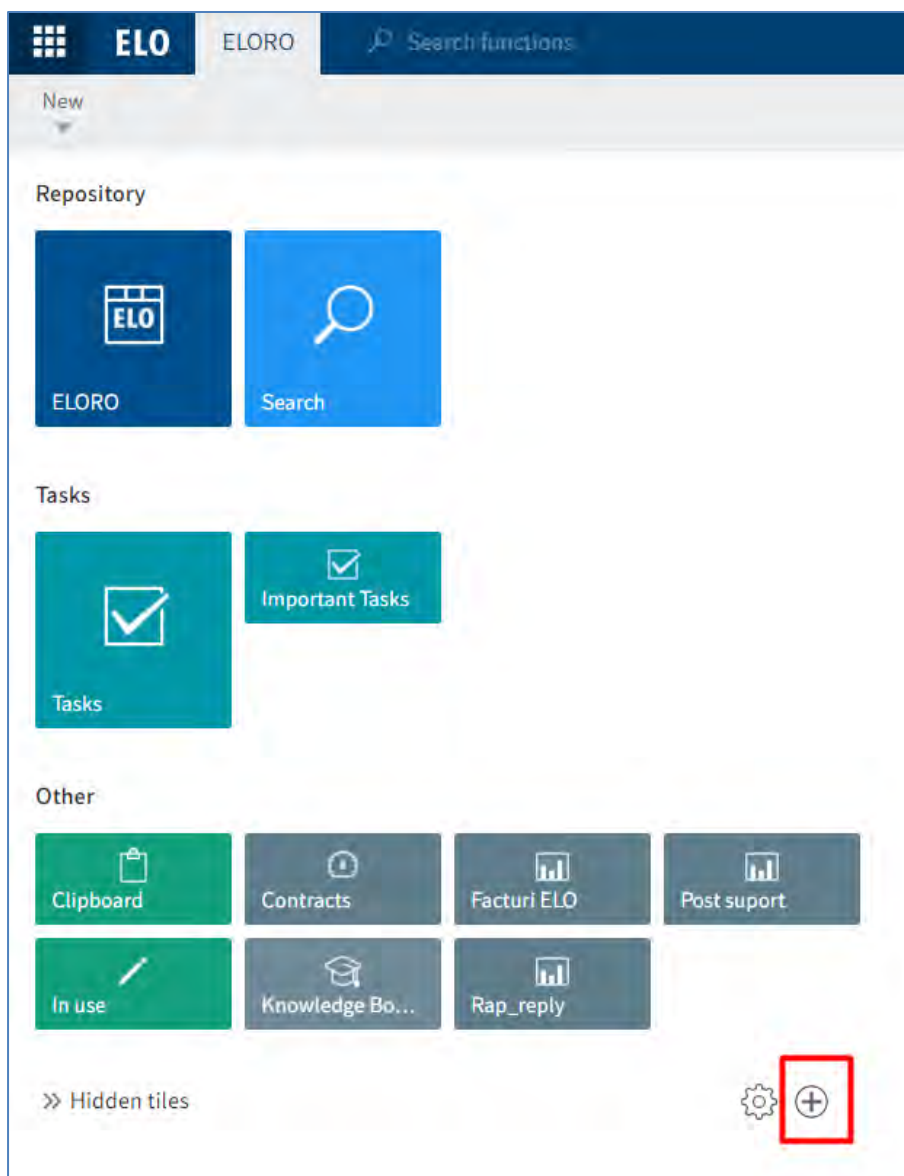 ELO ELORO Search functions
New
Repository
ELO
ELORO Search
Tasks
Important Tasks
Tasks
Other
Clipboard Contracts Facturi ELO Post suport
In use Knowledge Bo... Rap_reply
Hidden tiles